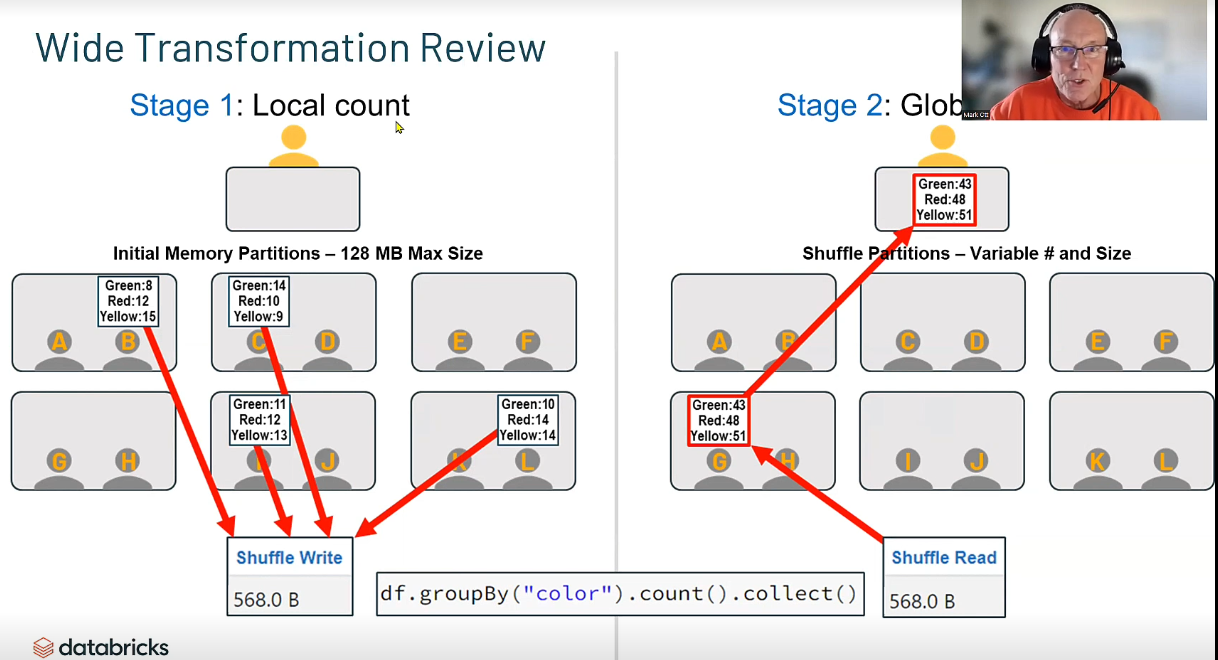 Wide Transformation Review
Stage 1: Local count
Stage 2: Glob
Mark Ott
Green:43
Red:48
Yellow:51
Initial Memory Partitions – 128 MB Max Size
Shuffle Partitions – Variable # and Size
Green:8
Red:12
Yellow:15
A B
Green:14
Red:10
Yellow:9
C D
E F
A B
C D
E F
G H
Green:11
Red:12
Yellow:13
I J
Green:10
Red:14
Yellow:14
K L
Green:43
Red:48
Yellow:51
G H
I J
K L
Shuffle Write
568.0 B
df.groupBy("color").count().collect()
Shuffle Read
568.0 B
databricks